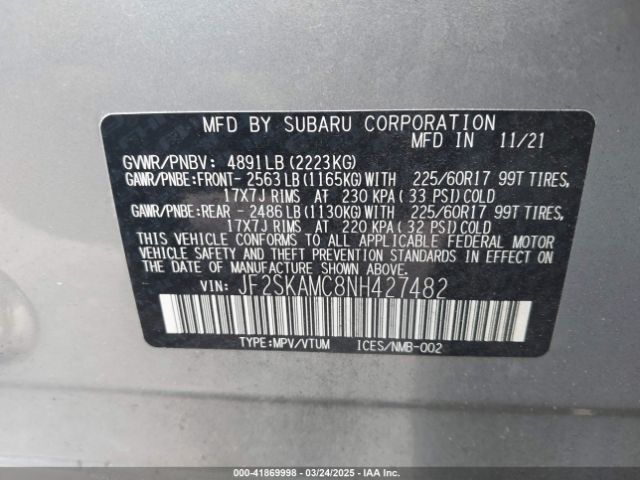 MFD BY SUBARU CORPORATION
MFD IN 11/21
GVWR/PNBV: 4891LB (2223KG)
GAWR/PNBE:FRONT- 2563LB (1165KG)WITH 225/60R17 99T TIRES,
17X7J RIMS AT 230 KPA ( 33 PSI) COLD
GAWR/PNBE:REAR - 2486LB (1130KG)WITH 225/60R17 99T TIRES,
17X7J RIMS AT 220 KPA ( 32 PSI) COLD
THIS VEHICLE CONFORMS TO ALL APPLICABLE FEDERAL MOTOR
VEHICLE SAFETY AND THEFT PREVENTION STANDARDS IN EFFECT
ON THE DATE OF MANUFACTURE SHOWN ABOVE.
VIN: JF2SKAMC8NH427482
TYPE:MPV/VTUM ICES/NMB-002
000-41869998 - 03/24/2025 - IAA Inc.